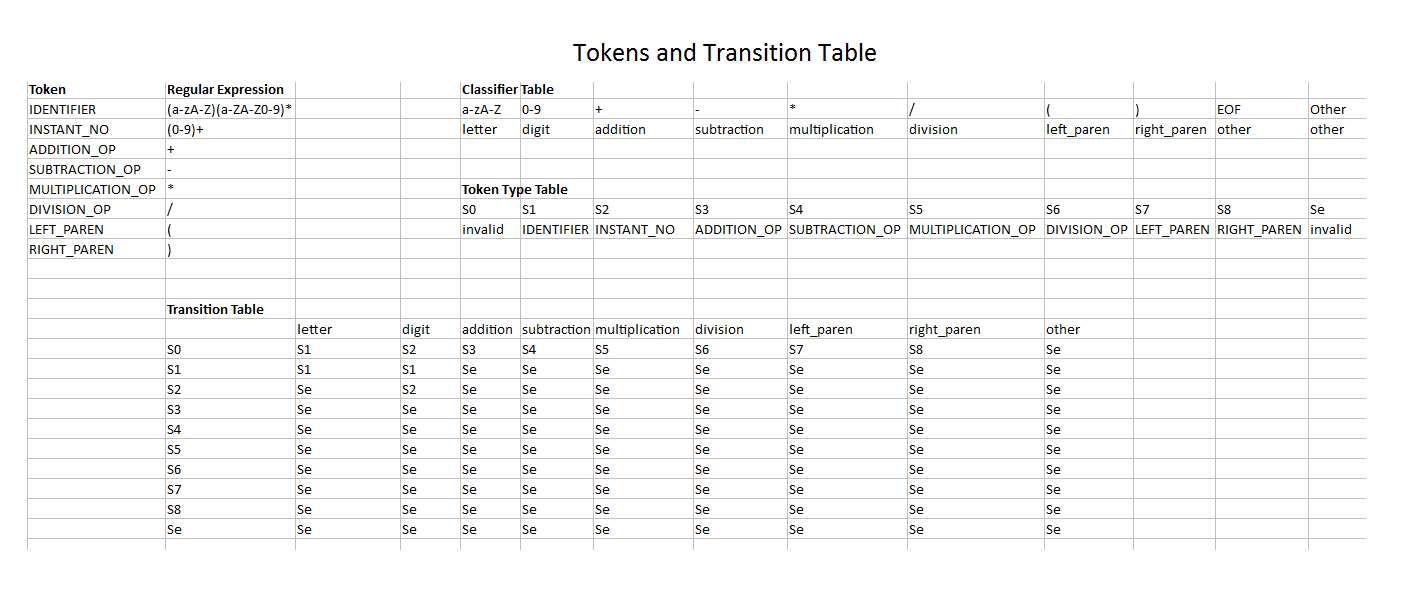 Tokens and Transition Table
Token Regular Expression Classifier Table
IDENTIFIER (a-zA-Z)(a-ZA-Z0-9)* a-zA-Z 0-9 + - * / ( ) EOF Other
INSTANT_NO (0-9)+ letter digit addition subtraction multiplication division left_paren right_paren other other
ADDITION_OP +
SUBTRACTION_OP -
MULTIPLICATION_OP * Token Type Table
DIVISION_OP / S0 S1 S2 S3 S4 S5 S6 S7 S8 Se
LEFT_PAREN ( invalid IDENTIFIER INSTANT_NO ADDITION_OP SUBTRACTION_OP MULTIPLICATION_OP DIVISION_OP LEFT_PAREN RIGHT_PAREN invalid
RIGHT_PAREN )
Transition Table
letter digit addition subtraction multiplication division left_paren right_paren other
S0 S1 S2 S3 S4 S5 S6 S7 S8 Se
S1 S1 S1 Se Se Se Se Se Se Se
S2 Se S2 Se Se Se Se Se Se Se
S3 Se Se Se Se Se Se Se Se Se
S4 Se Se Se Se Se Se Se Se Se
S5 Se Se Se Se Se Se Se Se Se
S6 Se Se Se Se Se Se Se Se Se
S7 Se Se Se Se Se Se Se Se Se
S8 Se Se Se Se Se Se Se Se Se
Se Se Se Se Se Se Se Se Se Se